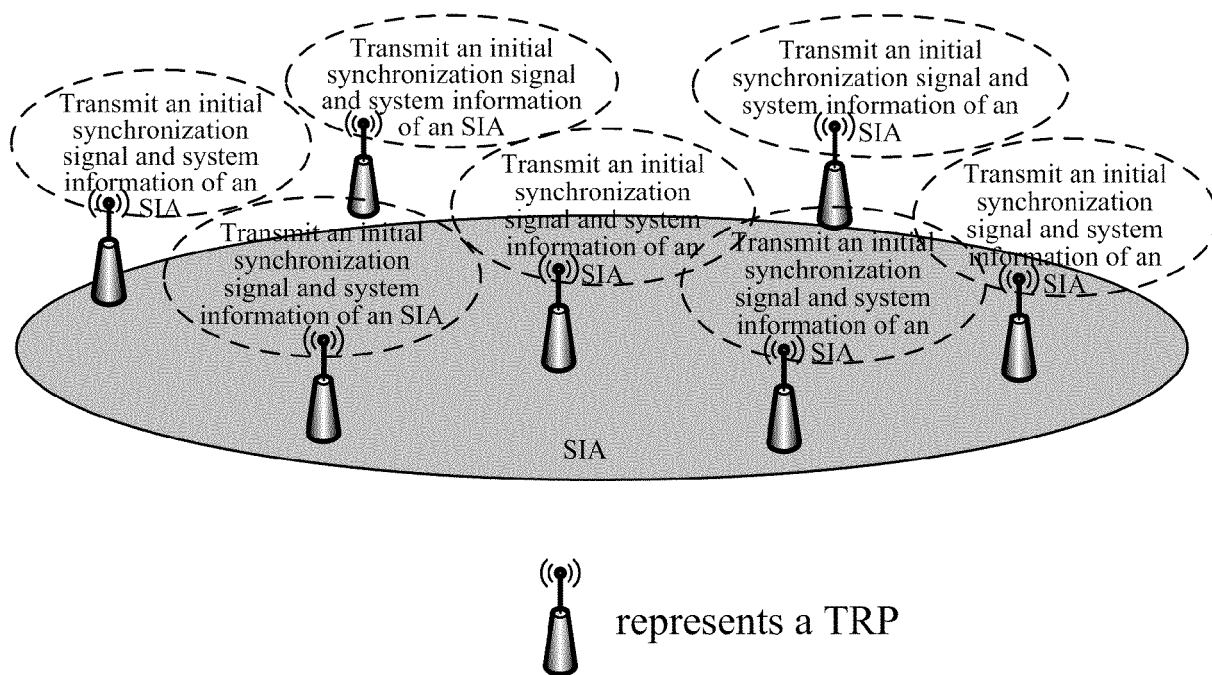 Transmit an initial
synchronization signal
and system information
of an SIA
Transmit an initial
synchronization signal and
system information of an
SIA
Transmit an initial
synchronization
signal and system
information of an
SIA
Transmit an initial
synchronization
signal and system
information of an
SIA
Transmit an initial
synchronization
signal and system
information of an
SIA
Transmit an initial
synchronization
signal and system
information of an SIA
Transmit an initial
synchronization
signal and system
information of an
SIA
SIA
represents a TRP